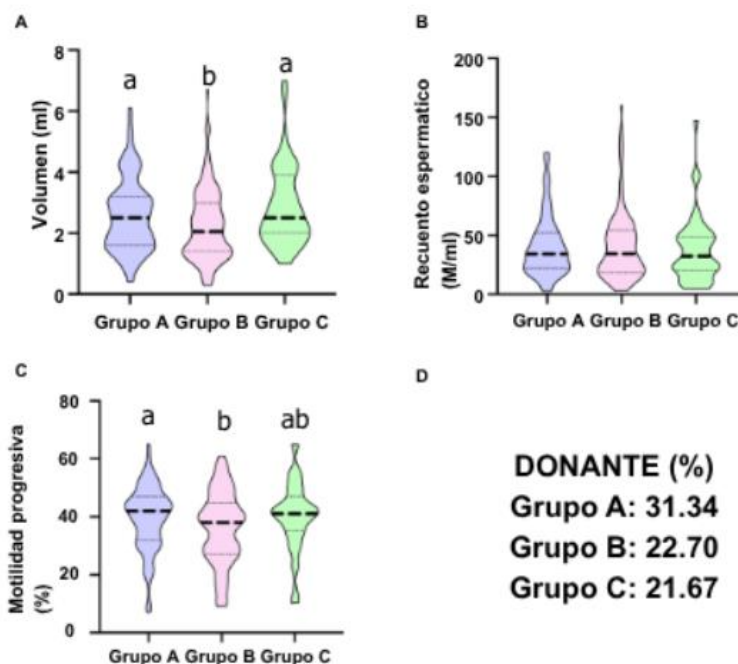 A
8
6
4
2
0
Volumen (ml)
a
b
a
Grupo A Grupo B Grupo C
B
200
150
100
50
0
Recuento espermatico
(M/ml)
Grupo A Grupo B Grupo C
C
80
60
40
20
0
Motilidad progresiva
(%)
a
b
ab
Grupo A Grupo B Grupo C
D
DONANTE (%)
Grupo A: 31.34
Grupo B: 22.70
Grupo C: 21.67